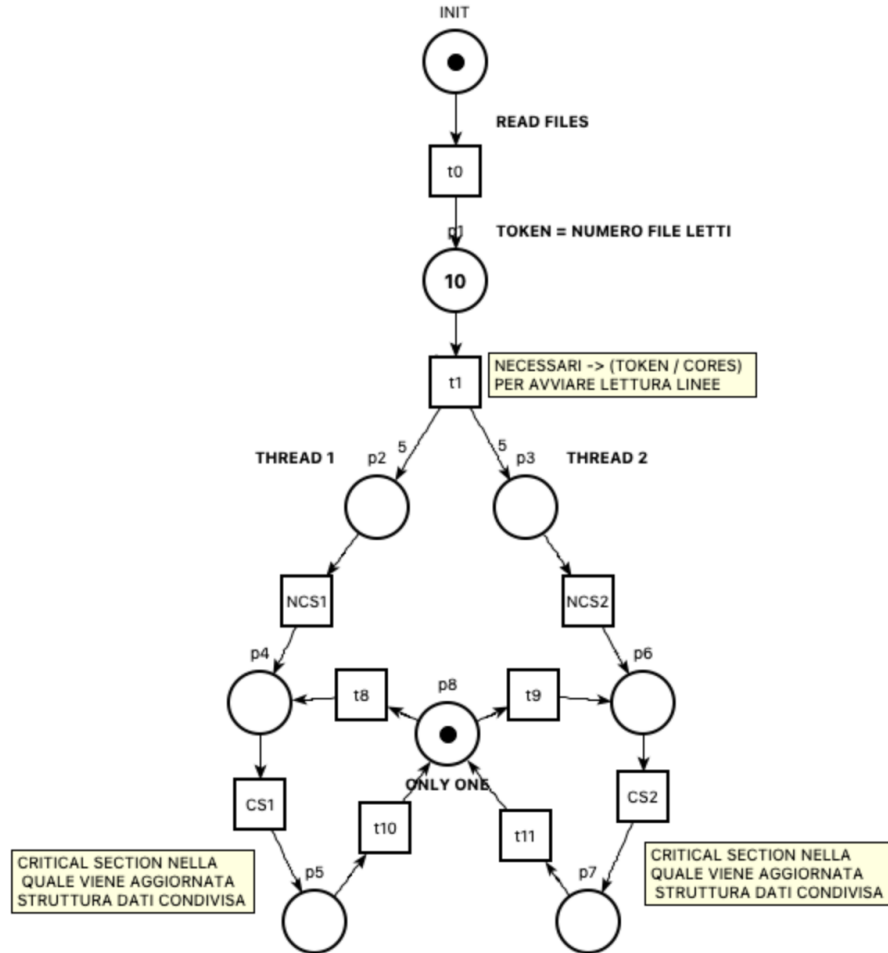 INIT
READ FILES
t0
p1
TOKEN = NUMERO FILE LETTI
10
t1
NECESSARI -> (TOKEN / CORES)
PER AVVIARE LETTURA LINEE
5
5
THREAD 1
p2
p3
THREAD 2
NCS1
NCS2
p4
p6
t8
p8
t9
ONLY ONE
CS1
CS2
t10
t11
CRITICAL SECTION NELLA
QUALE VIENE AGGIORNATA
STRUTTURA DATI CONDIVISA
p5
p7
CRITICAL SECTION NELLA
QUALE VIENE AGGIORNATA
STRUTTURA DATI CONDIVISA